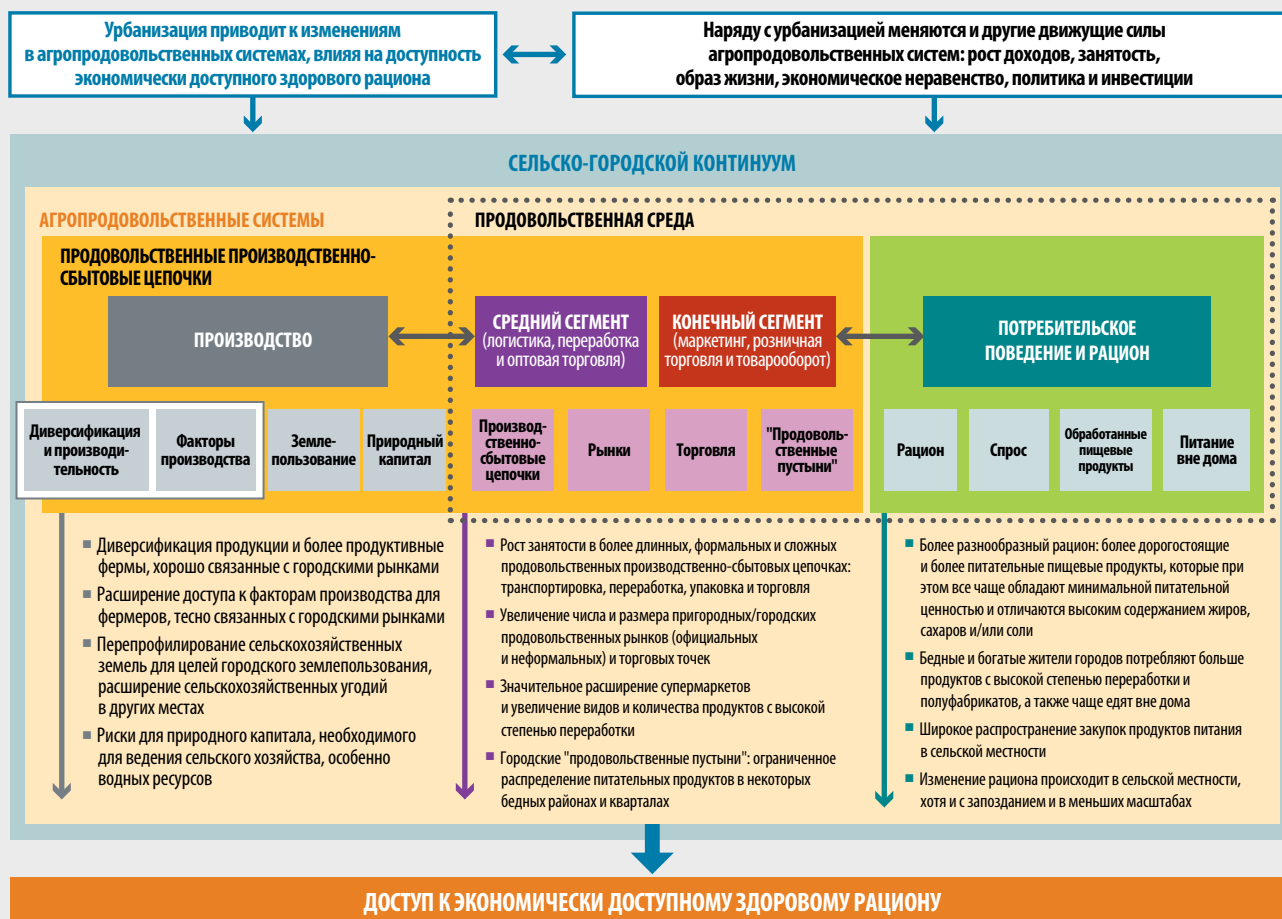 Урбанизация приводит к изменениям
в агропродовольственных системах, влияя на доступность
экономически доступного здорового рациона
Наряду с урбанизацией меняются и другие движущие силы
агропродовольственных систем: рост доходов, занятость,
образ жизни, экономическое неравенство, политика и инвестиции
СЕЛЬСКО-ГОРОДСКОЙ КОНТИНУУМ
АГРОПРОДОВОЛЬСТВЕННЫЕ СИСТЕМЫ
ПРОДОВОЛЬСТВЕННАЯ СРЕДА
ПРОДОВОЛЬСТВЕННЫЕ ПРОИЗВОДСТВЕННО-
СБЫТОВЫЕ ЦЕПОЧКИ
ПРОИЗВОДСТВО
СРЕДНИЙ СЕГМЕНТ
(логистика, переработка
и оптовая торговля)
КОНЕЧНЫЙ СЕГМЕНТ
(маркетинг, розничная
торговля и товарооборот)
ПОТРЕБИТЕЛЬСКОЕ
ПОВЕДЕНИЕ И РАЦИОН
Диверсификация
и производи-
тельность
Факторы
производства
Земле-
пользование
Природный
капитал
Производ-
ственно-
сбытовые
цепочки
Рынки
Торговля
"Продоволь-
ственные
пустыни"
Рацион
Спрос
Обработанные
пищевые
продукты
Питание
вне дома
■ Диверсификация продукции и более продуктивные
фермы, хорошо связанные с городскими рынками
■ Расширение доступа к факторам производства для
фермеров, тесно связанных с городскими рынками
■ Перепрофилирование сельскохозяйственных
земель для целей городского землепользования,
расширение сельскохозяйственных угодий
в других местах
■ Риски для природного капитала, необходимого
для ведения сельского хозяйства, особенно
водных ресурсов
■ Рост занятости в более длинных, формальных и сложных
продовольственных производственно-сбытовых цепочках:
транспортировка, переработка, упаковка и торговля
■ Увеличение числа и размера пригородных/городских
продовольственных рынков (официальных
и неформальных) и торговых точек
■ Значительное расширение супермаркетов
и увеличение видов и количества продуктов с высокой
степенью переработки
■ Городские "продовольственные пустыни": ограниченное
распределение питательных продуктов в некоторых
бедных районах и кварталах
■ Более разнообразный рацион: более дорогостоящие
и более питательные пищевые продукты, которые при
этом все чаще обладают минимальной питательной
ценностью и отличаются высоким содержанием жиров,
сахаров и/или соли
■ Бедные и богатые жители городов потребляют больше
продуктов с высокой степенью переработки и
полуфабрикатов, а также чаще едят вне дома
■ Широкое распространение закупок продуктов питания
в сельской местности
■ Изменение рациона происходит в сельской местности,
хотя и с запозданием и в меньших масштабах
ДОСТУП К ЭКОНОМИЧЕСКИ ДОСТУПНОМУ ЗДОРОВОМУ РАЦИОНУ